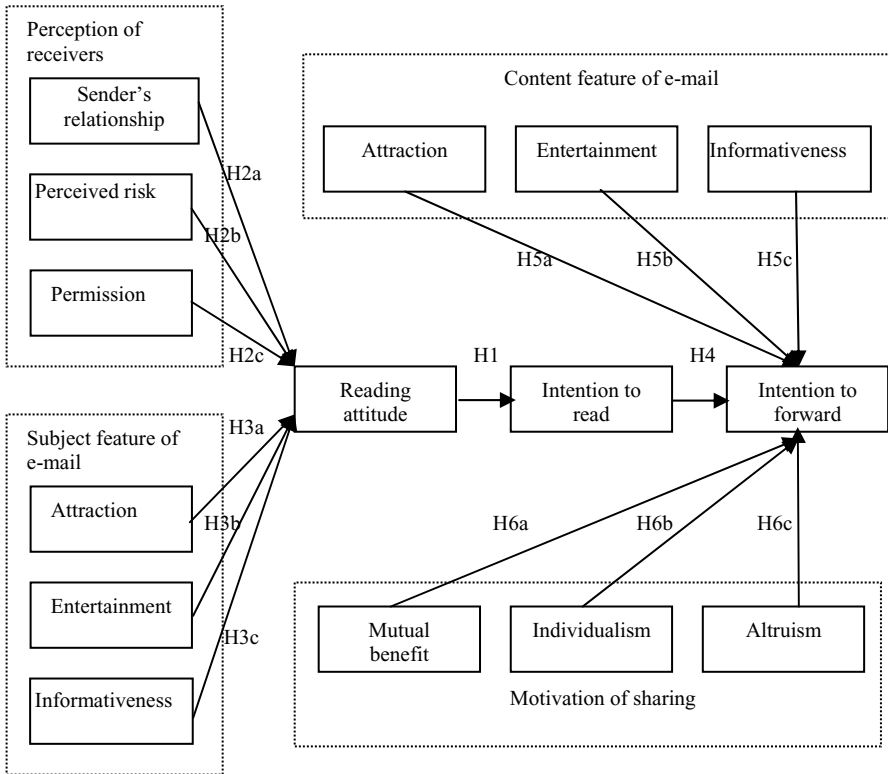 Perception of
receivers
Sender's
relationship
Perceived risk
Permission
H2a
H2b
H2c
Content feature of e-mail
Attraction
Entertainment
Informativeness
H5a
H5b
H5c
H1
H4
Reading
attitude
Intention to
read
Intention to
forward
Subject feature of
e-mail
Attraction
Entertainment
Informativeness
H3a
H3b
H3c
H6a
H6b
H6c
Mutual
benefit
Individualism
Altruism
Motivation of sharing